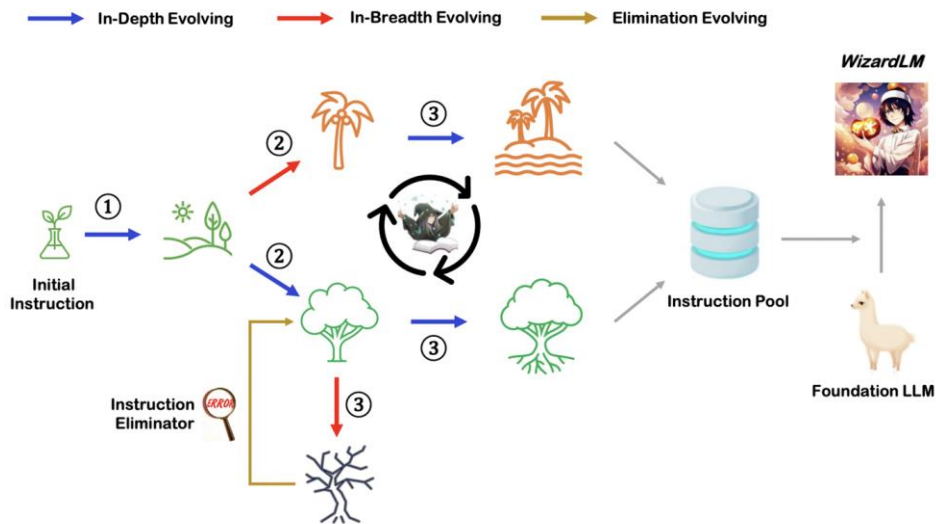 In-Depth Evolving
In-Breadth Evolving
Elimination Evolving
WizardLM
②
③
①
Initial
Instruction
②
Instruction Pool
③
Foundation LLM
Instruction
Eliminator
ERROR
③